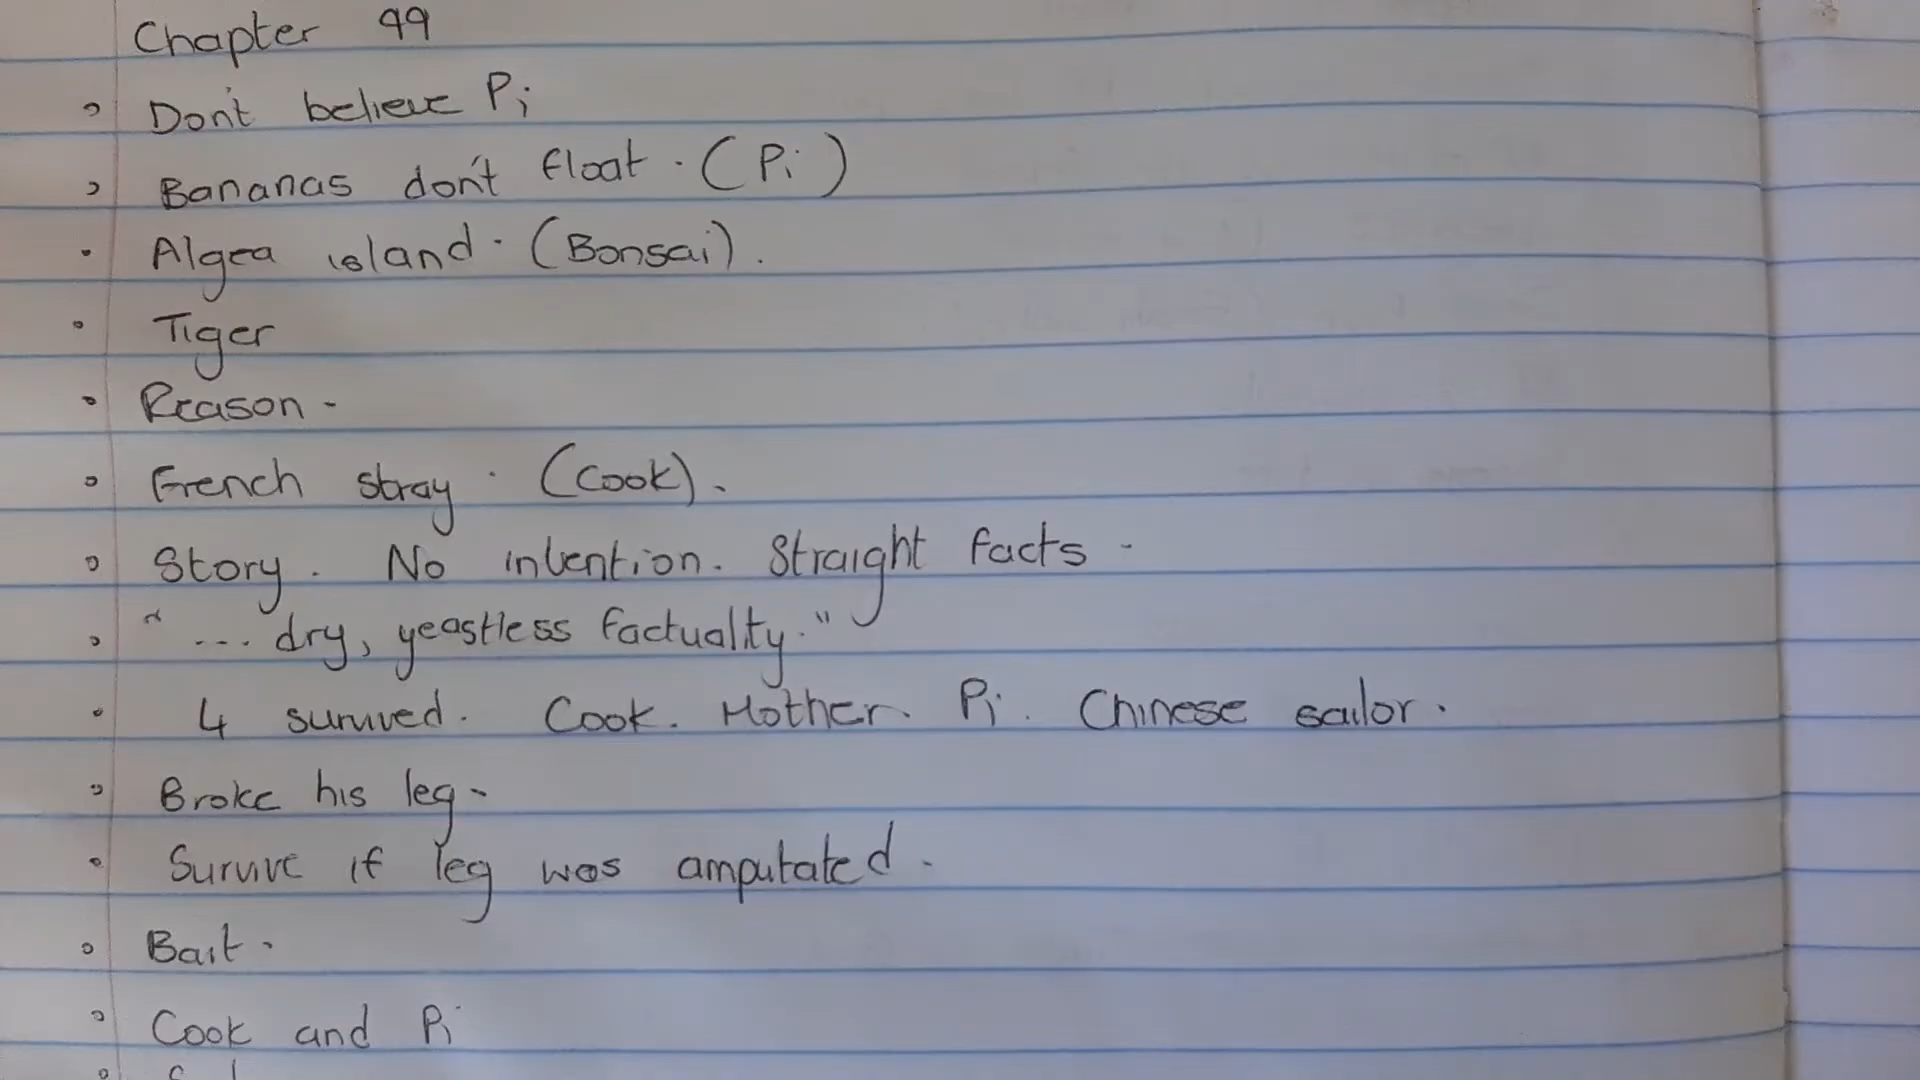 Chapter 99
Don't believe Pi
Bananas don't float. (Pi)
Algea island. (Bonsai).
Tiger
Reason.
French stray. (Cook).
Story. No invention. Straight facts.
"... dry, yeastless factuality."
4 survived. Cook. Mother. Pi. Chinese sailor.
Broke his leg.
Survive if leg was amputated.
Bait.
Cook and Pi